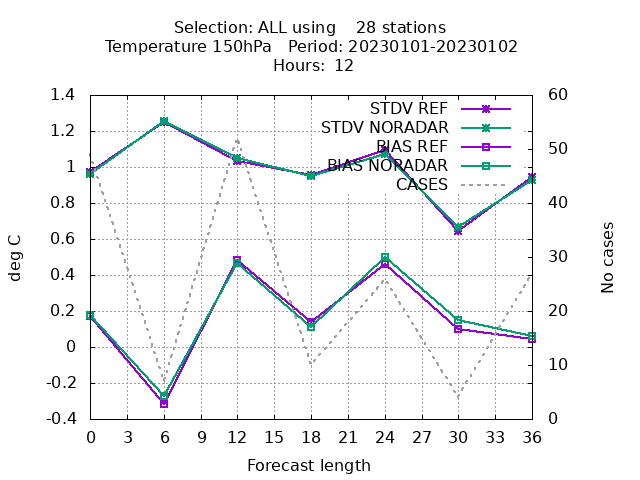 Selection: ALL using    28 stations
Temperature 150hPa   Period: 20230101-20230102
Hours:  12
1.4
1.2
1
0.8
0.6
0.4
0.2
0
-0.2
-0.4
deg C
STDV REF
STDV NORADAR
BIAS REF
BIAS NORADAR
CASES
60
50
40
30
20
10
0
No cases
0 3 6 9 12 15 18 21 24 27 30 33 36
Forecast length